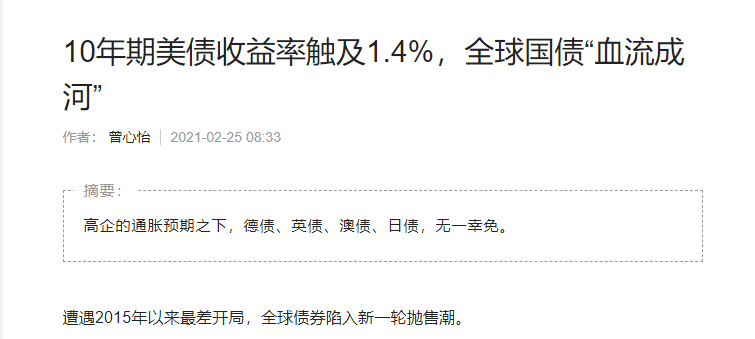 10年期美债收益率触及1.4%，全球国债“血流成
河”
作者： 曾心怡 2021-02-25 08:33
摘要：
高企的通胀预期之下，德债、英债、澳债、日债，无一幸免。
遭遇2015年以来最差开局，全球债券陷入新一轮抛售潮。